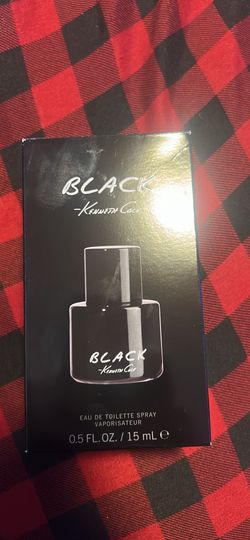 BLACK
-KENNETH COLE
BLACK
-KENNETH COLE
EAU DE TOILETTE SPRAY
VAPORISATEUR
0.5 FL.OZ. / 15 mL ℮